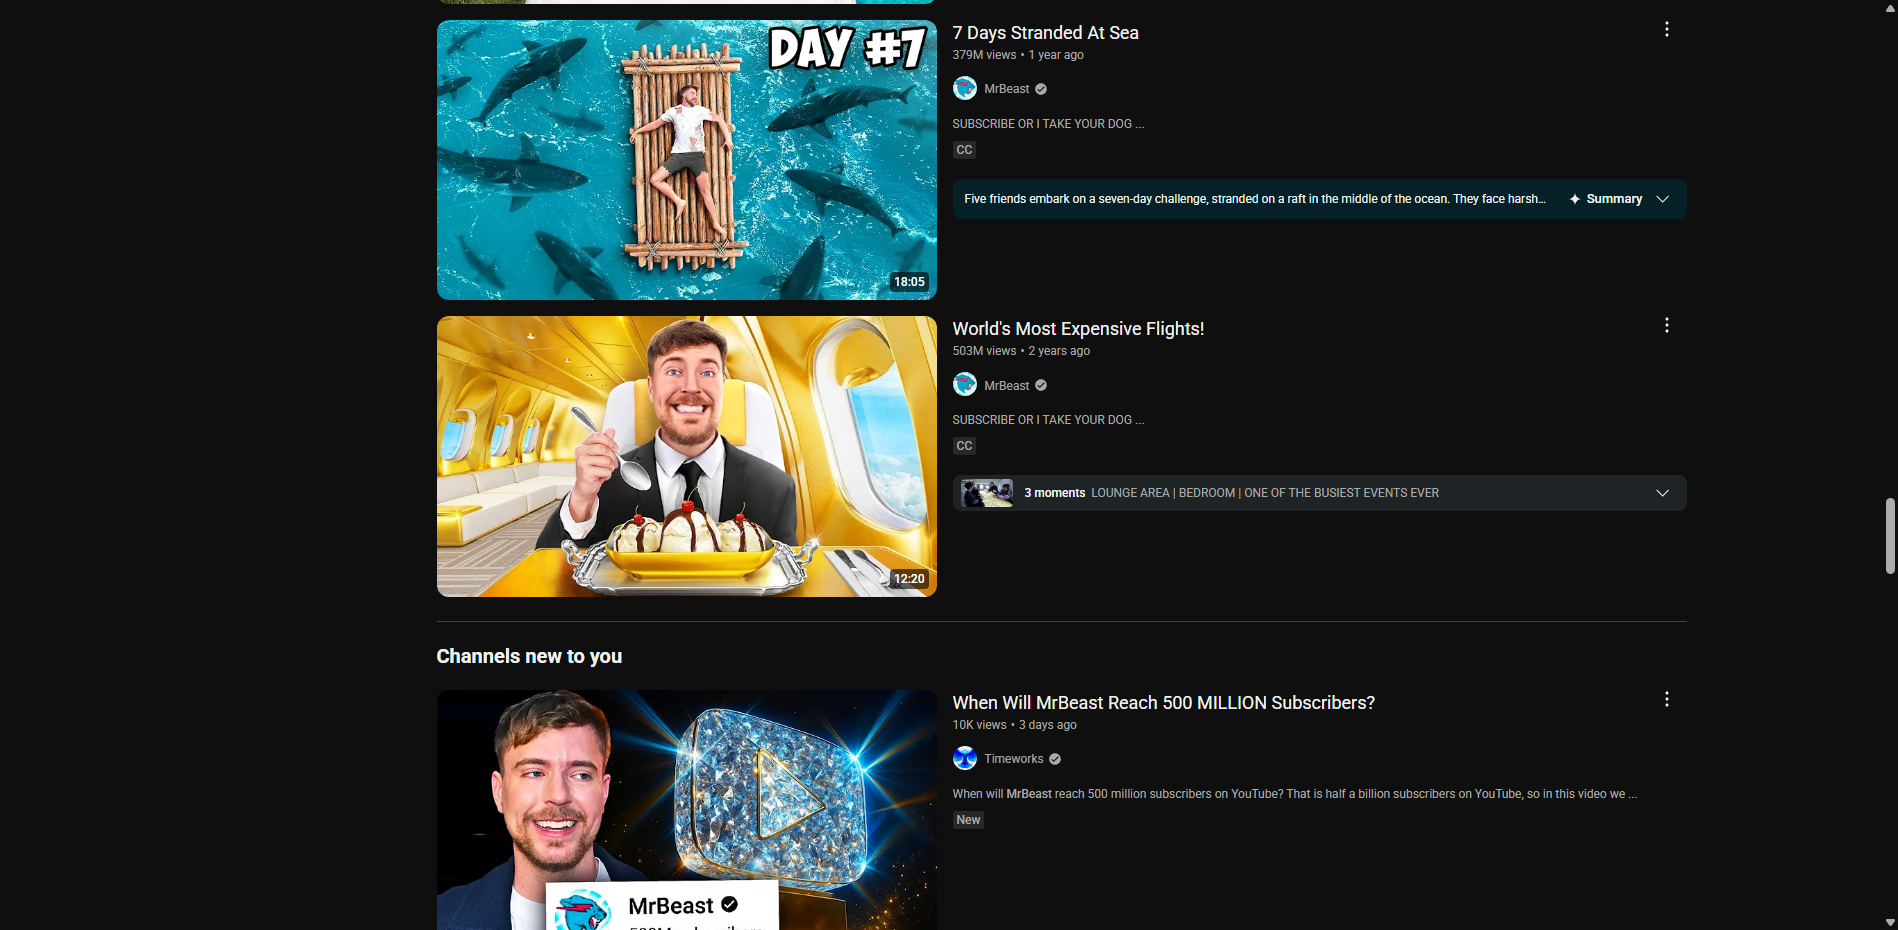 DAY #7
18:05
7 Days Stranded At Sea
379M views • 1 year ago
MrBeast
SUBSCRIBE OR I TAKE YOUR DOG ...
CC
Five friends embark on a seven-day challenge, stranded on a raft in the middle of the ocean. They face harsh... Summary
12:20
World's Most Expensive Flights!
503M views • 2 years ago
MrBeast
SUBSCRIBE OR I TAKE YOUR DOG ...
CC
3 moments LOUNGE AREA | BEDROOM | ONE OF THE BUSIEST EVENTS EVER
Channels new to you
MrBeast
When Will MrBeast Reach 500 MILLION Subscribers?
10K views • 3 days ago
Timeworks
When will MrBeast reach 500 million subscribers on YouTube? That is half a billion subscribers on YouTube, so in this video we ...
New